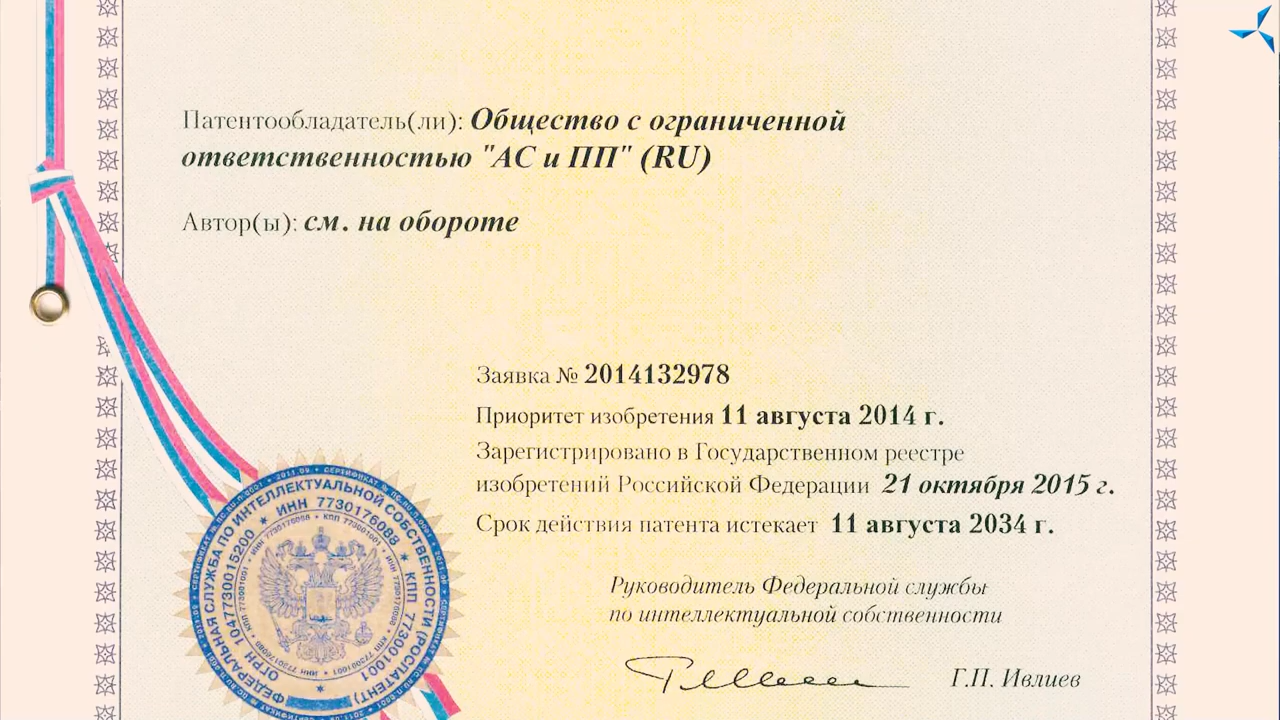 Патентообладатель(ли): Общество с ограниченной
ответственностью "АС и ПП" (RU)
Автор(ы): см. на обороте
Заявка № 2014132978
Приоритет изобретения 11 августа 2014 г.
Зарегистрировано в Государственном реестре
изобретений Российской Федерации 21 октября 2015 г.
Срок действия патента истекает 11 августа 2034 г.
Руководитель Федеральной службы
по интеллектуальной собственности
Г.П. Ивлиев
ФЕДЕРАЛЬНАЯ СЛУЖБА ПО ИНТЕЛЛЕКТУАЛЬНОЙ СОБСТВЕННОСТИ (РОСПАТЕНТ)
ОГРН 1047730015200 * ИНН 7730176088 * КПП 773001001